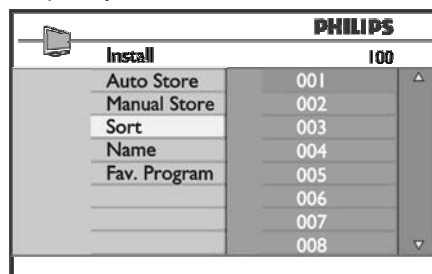 PHILIPS
Install 100
Auto Store 001
Manual Store 002
Sort 003
Name 004
Fav. Program 005
006
007
008